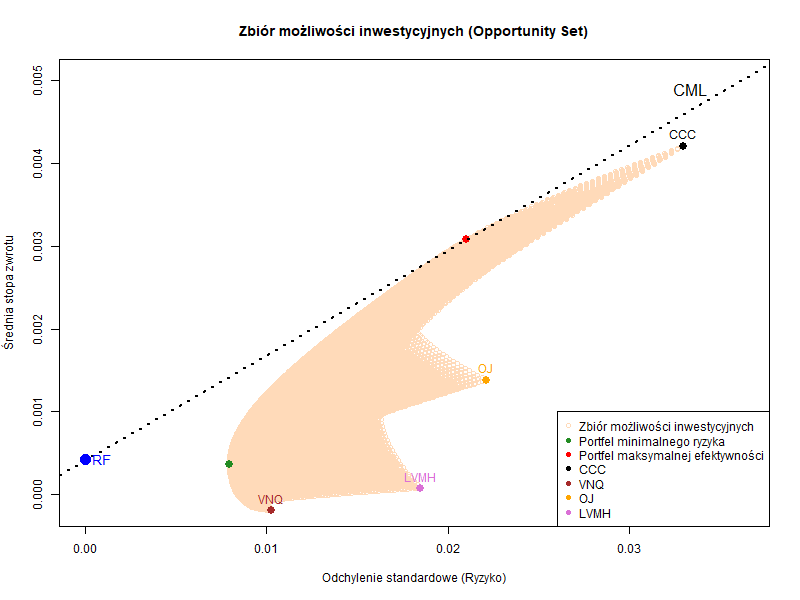 Zbiór możliwości inwestycyjnych (Opportunity Set)
Średnia stopa zwrotu
0.005
0.004
0.003
0.002
0.001
0.000
CML
CCC
OJ
LVMH
VNQ
RF
Zbiór możliwości inwestycyjnych
Portfel minimalnego ryzyka
Portfel maksymalnej efektywności
CCC
VNQ
OJ
LVMH
0.00 0.01 0.02 0.03
Odchylenie standardowe (Ryzyko)